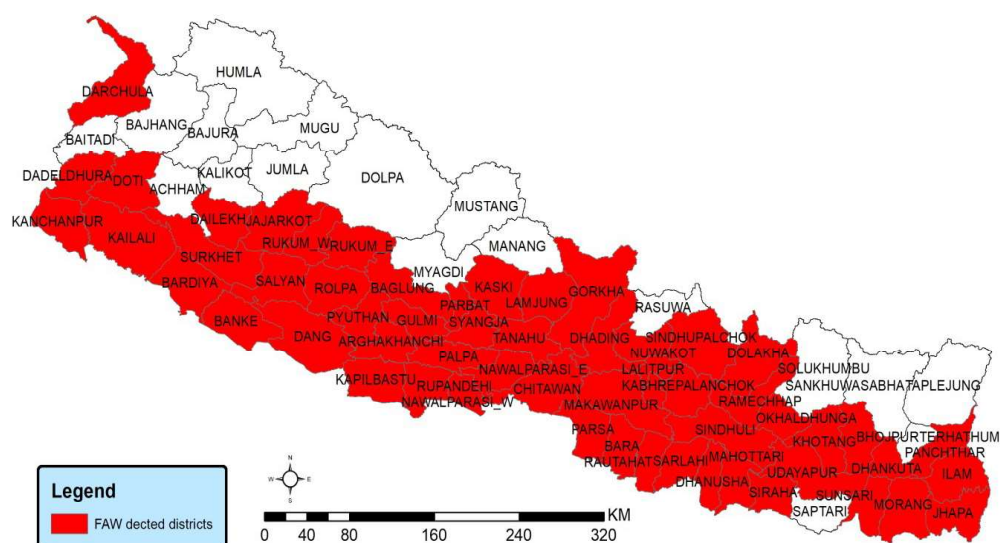 HUMLA
DARCHULA
BAJHANG
BAJURA
MUGU
BAITADI
KALIKOT
JUMLA
DOLPA
DADELDHURA
DOTI
ACHHAM
MUSTANG
KANCHANPUR
DAILEKH
JAJARKOT
KAILALI
RUKUM_W
RUKUM_E
MANANG
SURKHET
MYAGDI
BARDIYA
SALYAN
ROLPA
BAGLUNG
KASKI
GORKHA
PARBAT
LAMJUNG
RASUWA
BANKE
PYUTHAN
GULMI
SYANGJA
DANG
ARGHAKHANCHI
TANAHU
DHADING
SINDHUPALCHOK
NUWAKOT
DOLAKHA
PALPA
NAWALPARASI_E
LALITPUR
SOLUKHUMBU
KAPILBASTU
RUPANDEHI
CHITAWAN
KABHREPALANCHOK
SANKHUWASABHA
TAPLEJUNG
NAWALPARASI_W
MAKAWANPUR
RAMECHHAP
OKHALDHUNGA
PARSA
SINDHULI
BHOJPUR
TERHATHUM
BARA
KHOTANG
PANCHTHAR
RAUTAHAT
SARLAHI
MAHOTTARI
DHANUSHA
UDAYAPUR
DHANKUTA
ILAM
SIRAHA
SUNSARI
MORANG
SAPTARI
JHAPA
N
W
E
S
Legend
FAW dected districts
KM
0 40 80 160 240 320